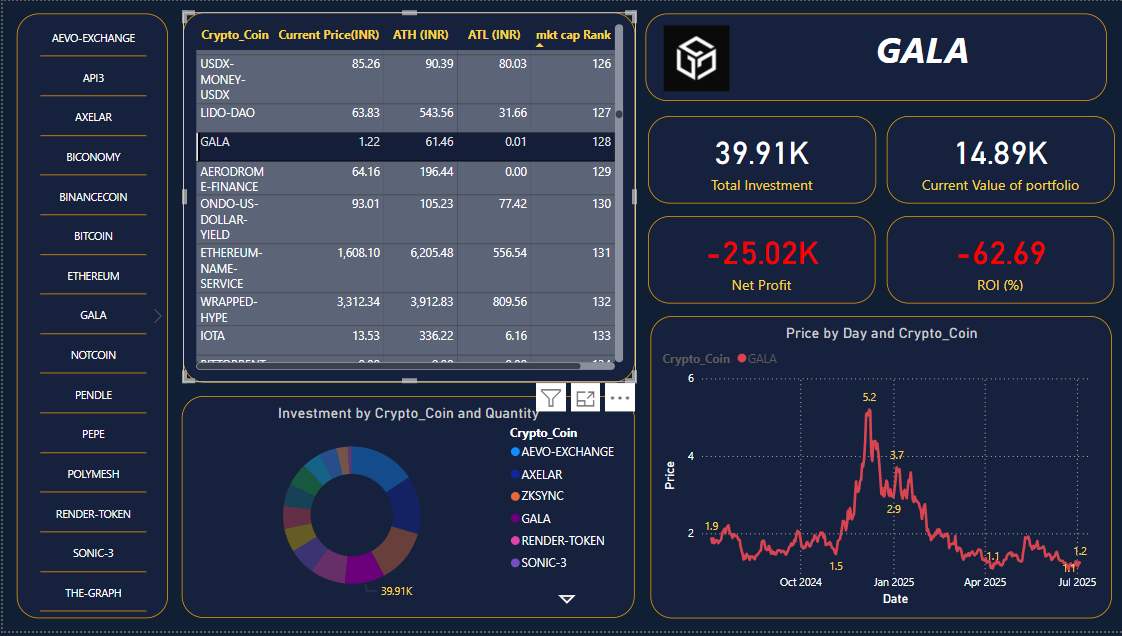 AEVO-EXCHANGE
API3
AXELAR
BICONOMY
BINANCECOIN
BITCOIN
ETHEREUM
GALA
NOTCOIN
PENDLE
PEPE
POLYMESH
RENDER-TOKEN
SONIC-3
THE-GRAPH
Crypto_Coin Current Price(INR) ATH (INR) ATL (INR) mkt cap Rank
USDX- 85.26 90.39 80.03 126
MONEY-
USDX
LIDO-DAO 63.83 543.56 31.66 127
GALA 1.22 61.46 0.01 128
AERODROM 64.16 196.44 0.00 129
E-FINANCE
ONDO-US- 93.01 105.23 77.42 130
DOLLAR-
YIELD
ETHEREUM- 1,608.10 6,205.48 556.54 131
NAME-
SERVICE
WRAPPED- 3,312.34 3,912.83 809.56 132
HYPE
IOTA 13.53 336.22 6.16 133
GALA
39.91K
Total Investment
14.89K
Current Value of portfolio
-25.02K
Net Profit
-62.69
ROI (%)
Investment by Crypto_Coin and Quantity
39.91K
Crypto_Coin
AEVO-EXCHANGE
AXELAR
ZKSYNC
GALA
RENDER-TOKEN
SONIC-3
Price by Day and Crypto_Coin
Crypto_Coin GALA
Price
6
4
2
1.9
1.5
5.2
2.9
3.7
1.1
1.1
1.2
Oct 2024 Jan 2025 Apr 2025 Jul 2025
Date